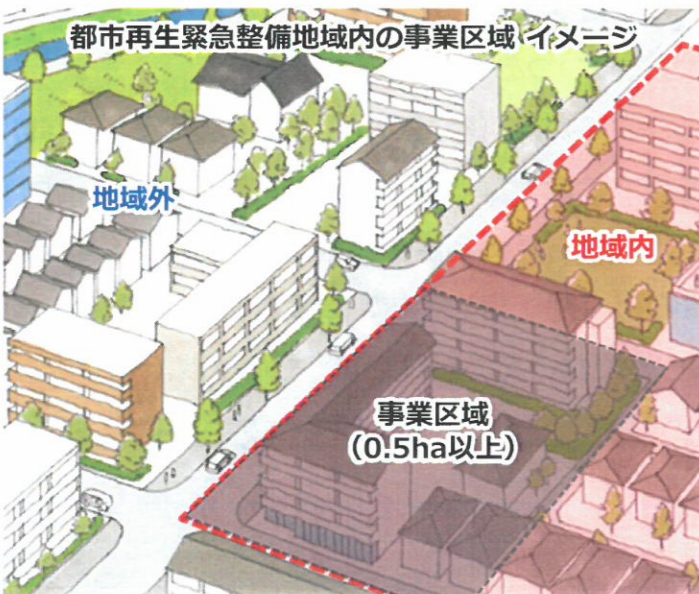 都市再生緊急整備地域内の事業区域 イメージ
地域外
地域内
事業区域
（0.5ha以上）